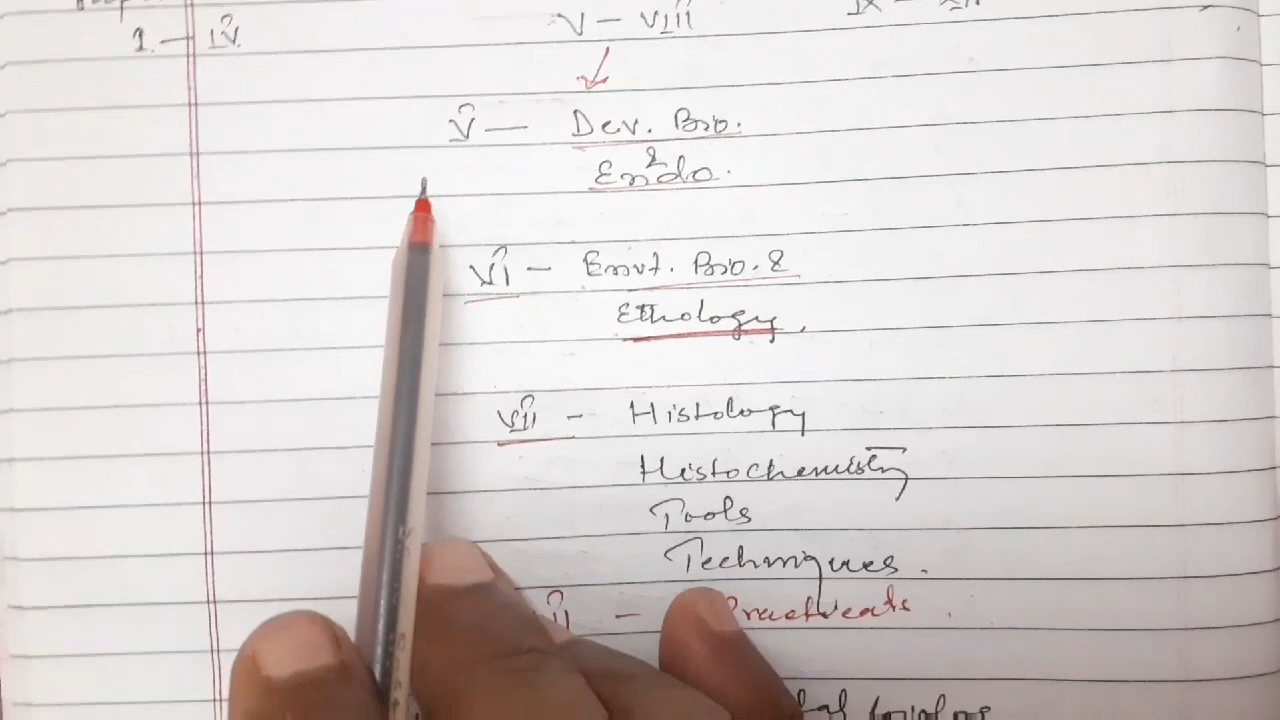 I - IV V - VIII
V - Dev. Bio.
& Endo.
VI - Envt. Bio. &
Ethology.
VII - Histology
Histochemistry
Tools
Techniques.
- Practicals.